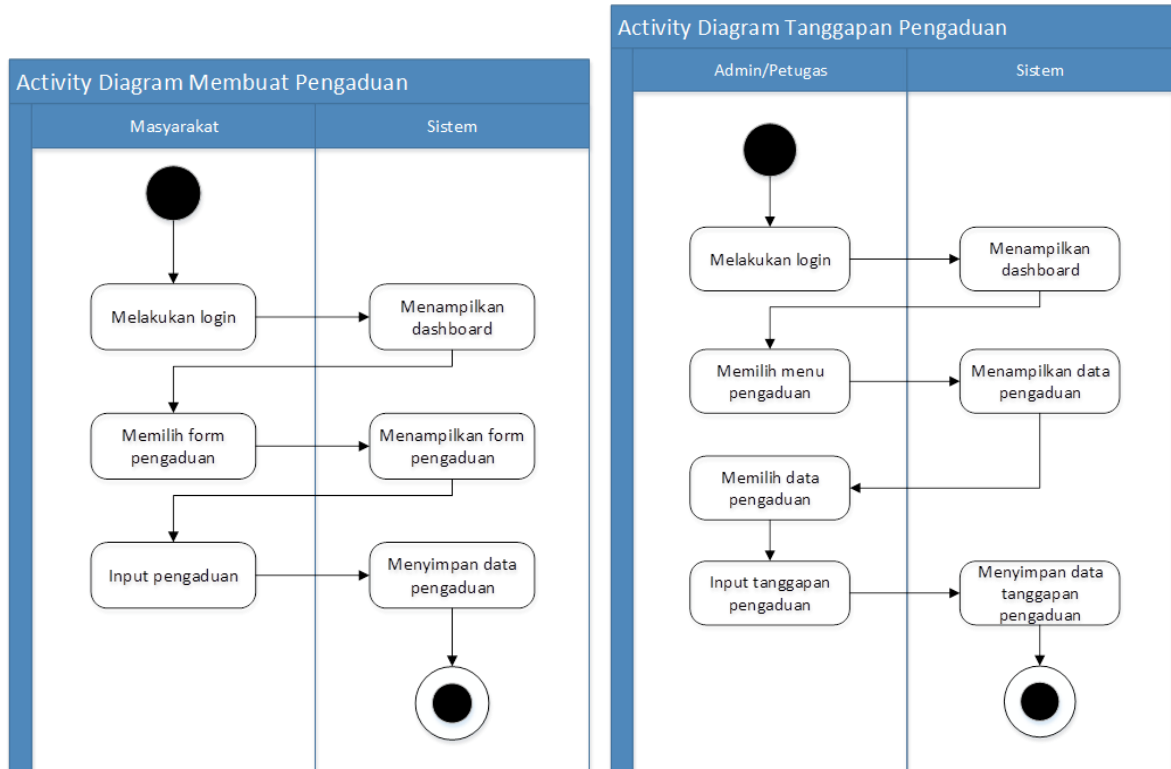 Activity Diagram Membuat Pengaduan
Masyarakat
Sistem
Melakukan login
Menampilkan
dashboard
Memilih form
pengaduan
Menampilkan form
pengaduan
Input pengaduan
Menyimpan data
pengaduan
Activity Diagram Tanggapan Pengaduan
Admin/Petugas
Sistem
Melakukan login
Menampilkan
dashboard
Memilih menu
pengaduan
Menampilkan data
pengaduan
Memilih data
pengaduan
Input tanggapan
pengaduan
Menyimpan data
tanggapan
pengaduan